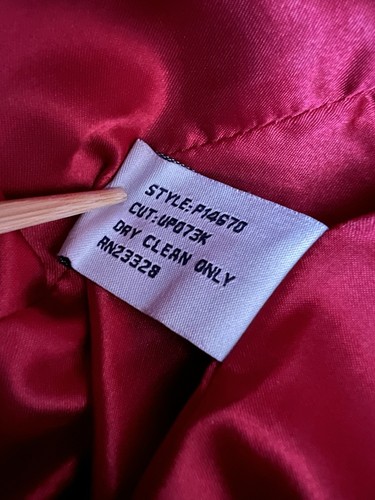 STYLE:P14670
CUT:UP073K
DRY CLEAN ONLY
RN23328